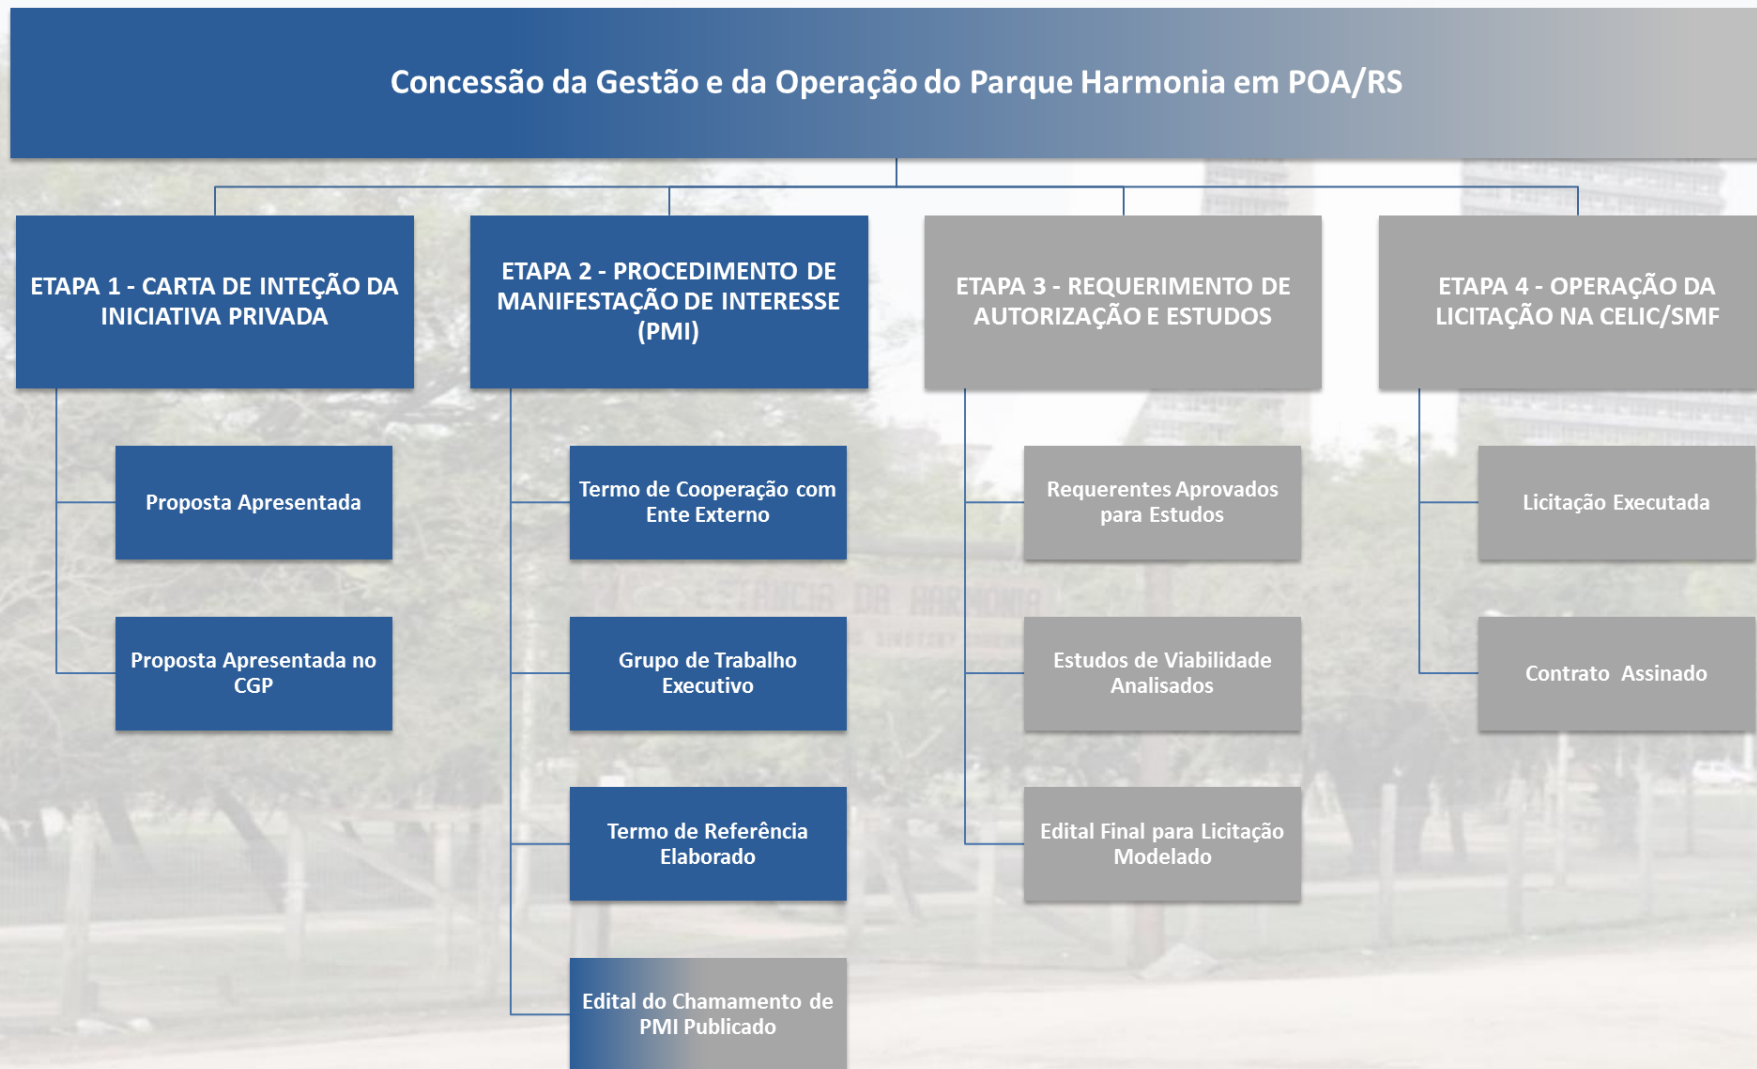 Concessão da Gestão e da Operação do Parque Harmonia em POA/RS
ETAPA 1 - CARTA DE INTEÇÃO DA
INICIATIVA PRIVADA
Proposta Apresentada
Proposta Apresentada no
CGP
ETAPA 2 - PROCEDIMENTO DE
MANIFESTAÇÃO DE INTERESSE
(PMI)
Termo de Cooperação com
Ente Externo
Grupo de Trabalho
Executivo
Termo de Referência
Elaborado
Edital do Chamamento de
PMI Publicado
ETAPA 3 - REQUERIMENTO DE
AUTORIZAÇÃO E ESTUDOS
Requerentes Aprovados
para Estudos
Estudos de Viabilidade
Analisados
Edital Final para Licitação
Modelado
ETAPA 4 - OPERAÇÃO DA
LICITAÇÃO NA CELIC/SMF
Licitação Executada
Contrato Assinado
DA HARMONIA